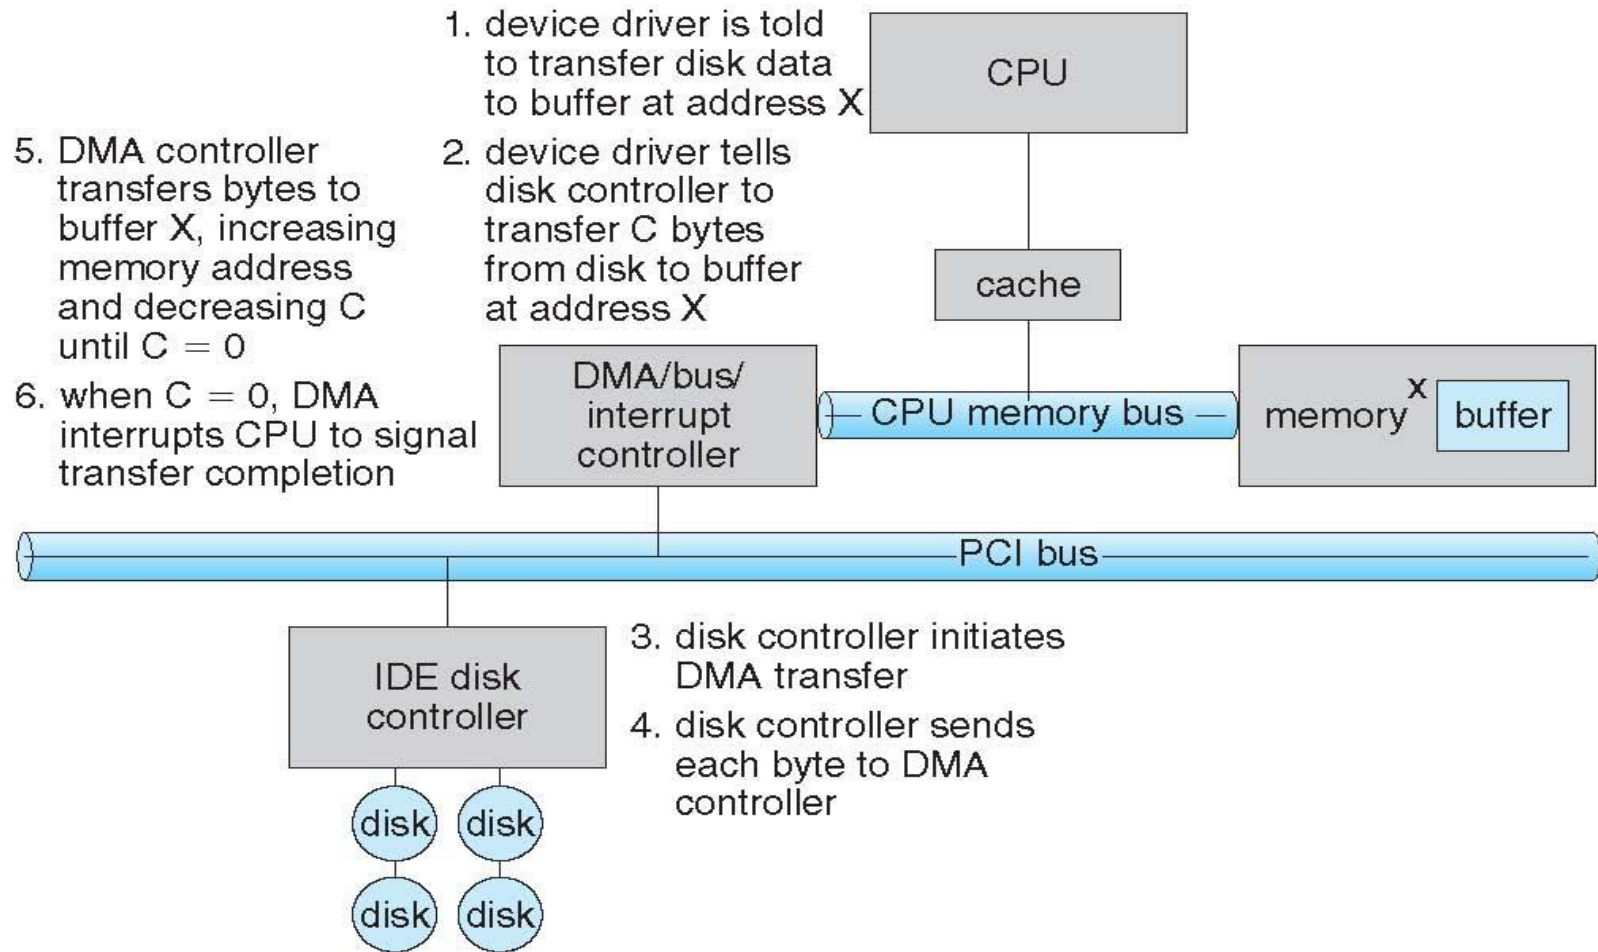 1. device driver is told
to transfer disk data
to buffer at address X
CPU
5. DMA controller
transfers bytes to
buffer X, increasing
memory address
and decreasing C
until C = 0
2. device driver tells
disk controller to
transfer C bytes
from disk to buffer
at address X
cache
6. when C = 0, DMA
interrupts CPU to signal
transfer completion
DMA/bus/
interrupt
controller
CPU memory bus
memory
X
buffer
PCI bus
IDE disk
controller
3. disk controller initiates
DMA transfer
4. disk controller sends
each byte to DMA
controller
disk
disk
disk
disk